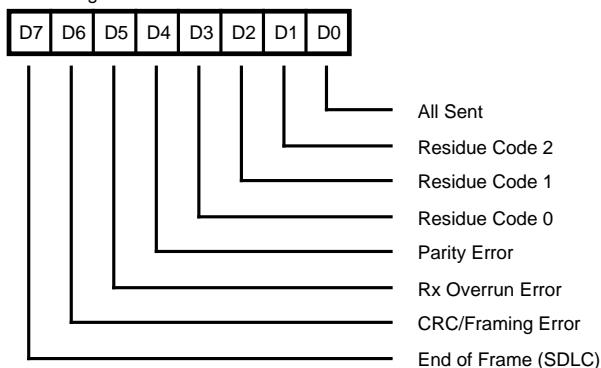 D7 D6 D5 D4 D3 D2 D1 D0
All Sent
Residue Code 2
Residue Code 1
Residue Code 0
Parity Error
Rx Overrun Error
CRC/Framing Error
End of Frame (SDLC)